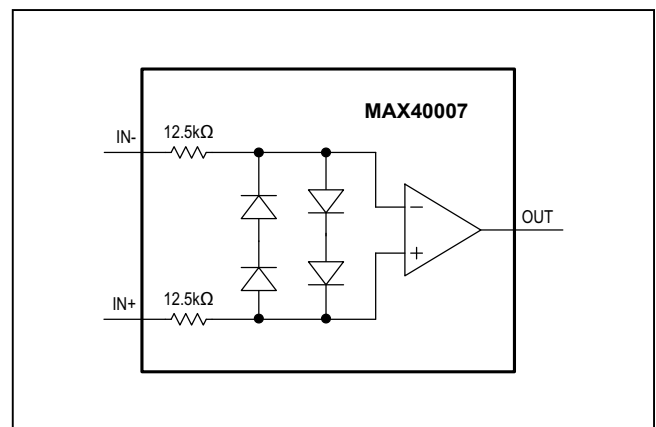 MAX40007
IN-
12.5kΩ
−
OUT
+
12.5kΩ
IN+